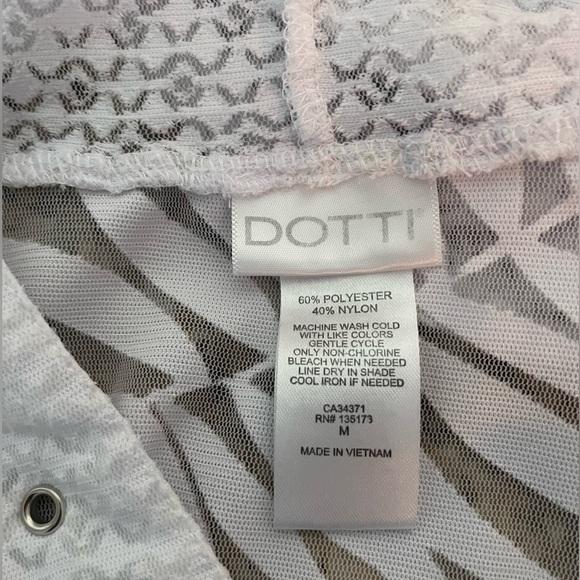 DOTTI
60% POLYESTER
40% NYLON
MACHINE WASH COLD
WITH LIKE COLORS
GENTLE CYCLE
ONLY NON-CHLORINE
BLEACH WHEN NEEDED
LINE DRY IN SHADE
COOL IRON IF NEEDED
CA34371
RN# 135173
M
MADE IN VIETNAM